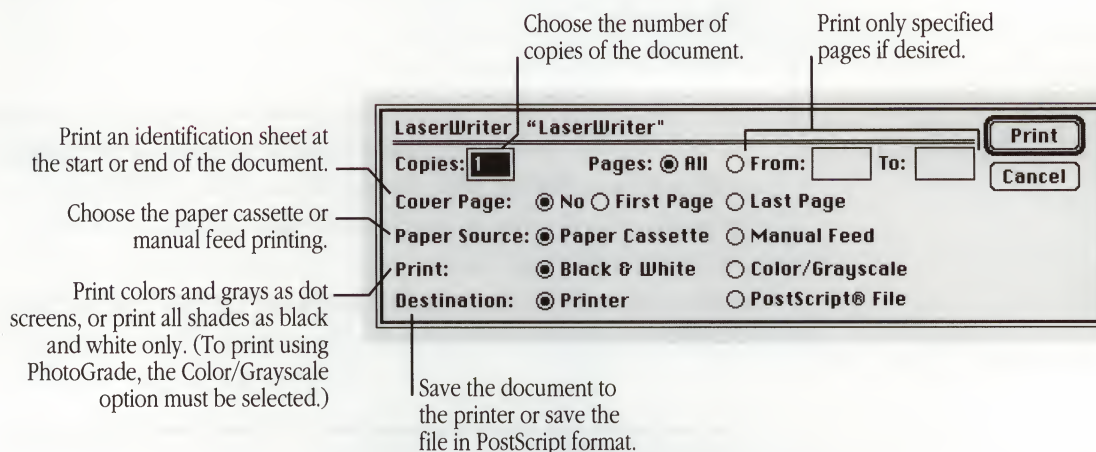 Choose the number of
copies of the document.
Print only specified
pages if desired.
Print an identification sheet at
the start or end of the document.
Choose the paper cassette or
manual feed printing.
Print colors and grays as dot
screens, or print all shades as black
and white only. (To print using
PhotoGrade, the Color/Grayscale
option must be selected.)
LaserWriter "LaserWriter"
Print
Copies: 1 Pages: All From: To:
Cancel
Cover Page: No First Page Last Page
Paper Source: Paper Cassette Manual Feed
Print: Black & White Color/Grayscale
Destination: Printer PostScript® File
Save the document to
the printer or save the
file in PostScript format.